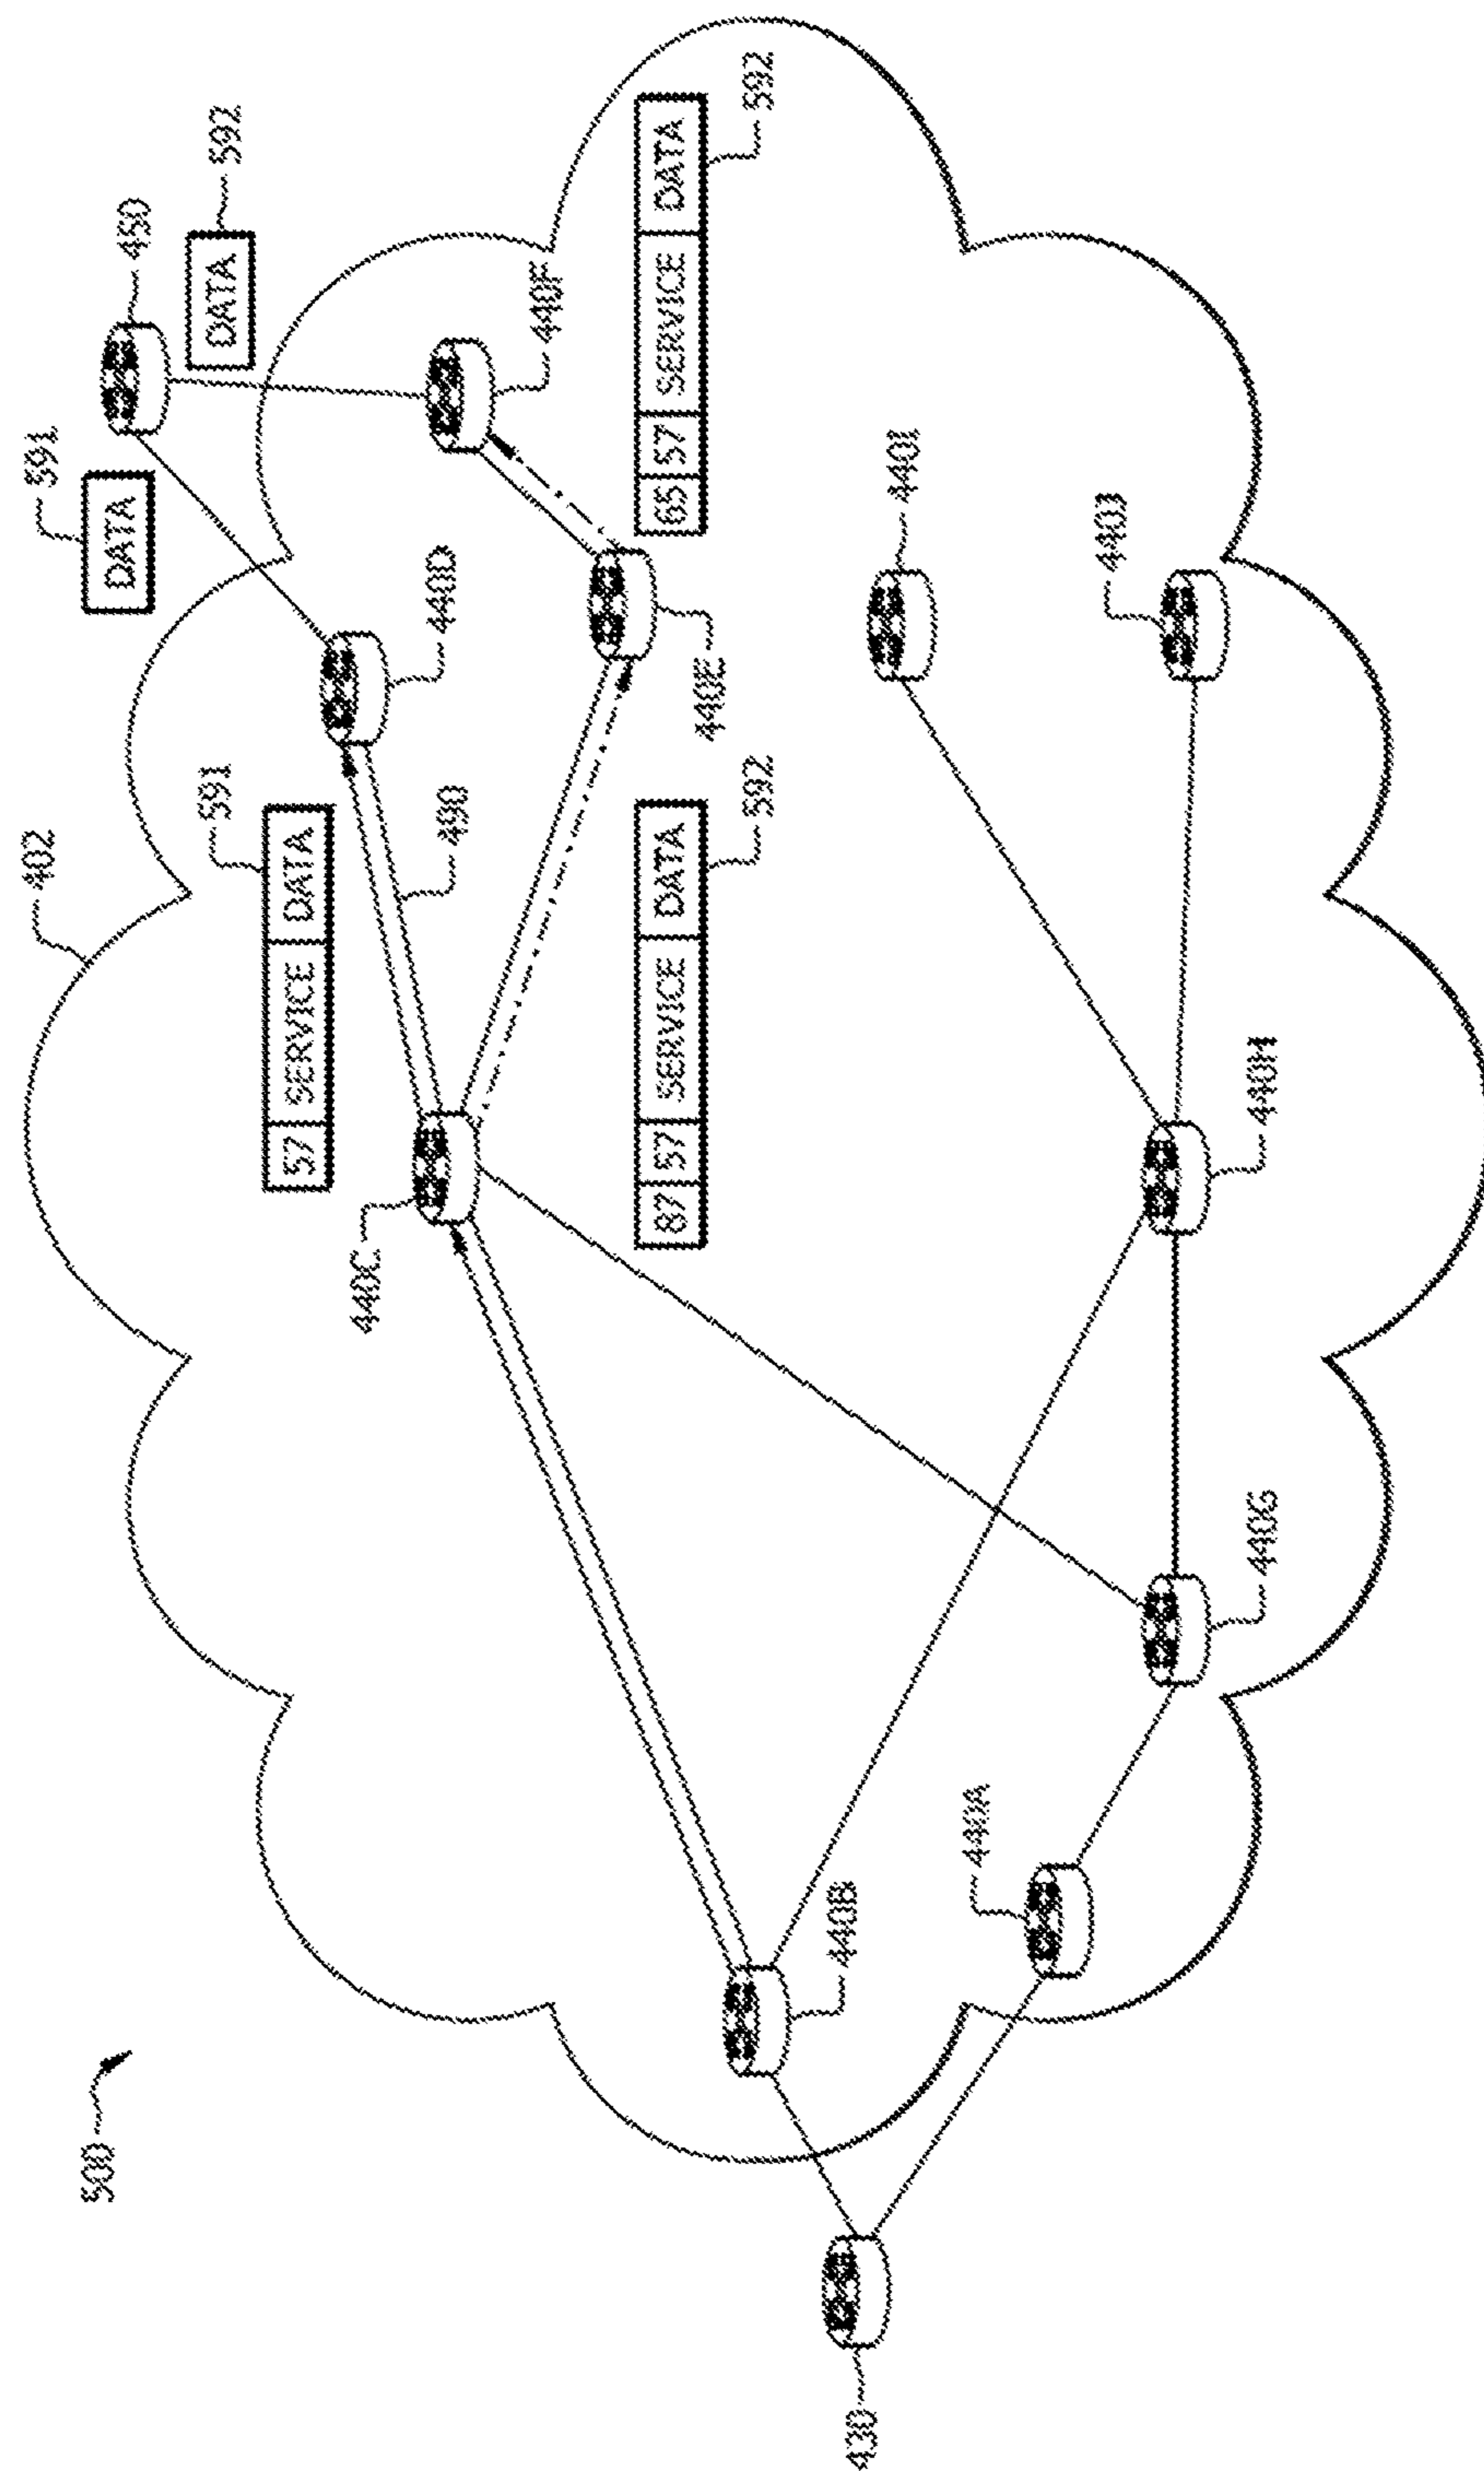 402
591
500
DATA
450
591
DATA
592
57 SERVICE DATA
440C
440D
490
440F
87 57 SERVICE DATA
65 57 SERVICE DATA
440E
592
592
440B
430
440I
440A
440J
440G
440H